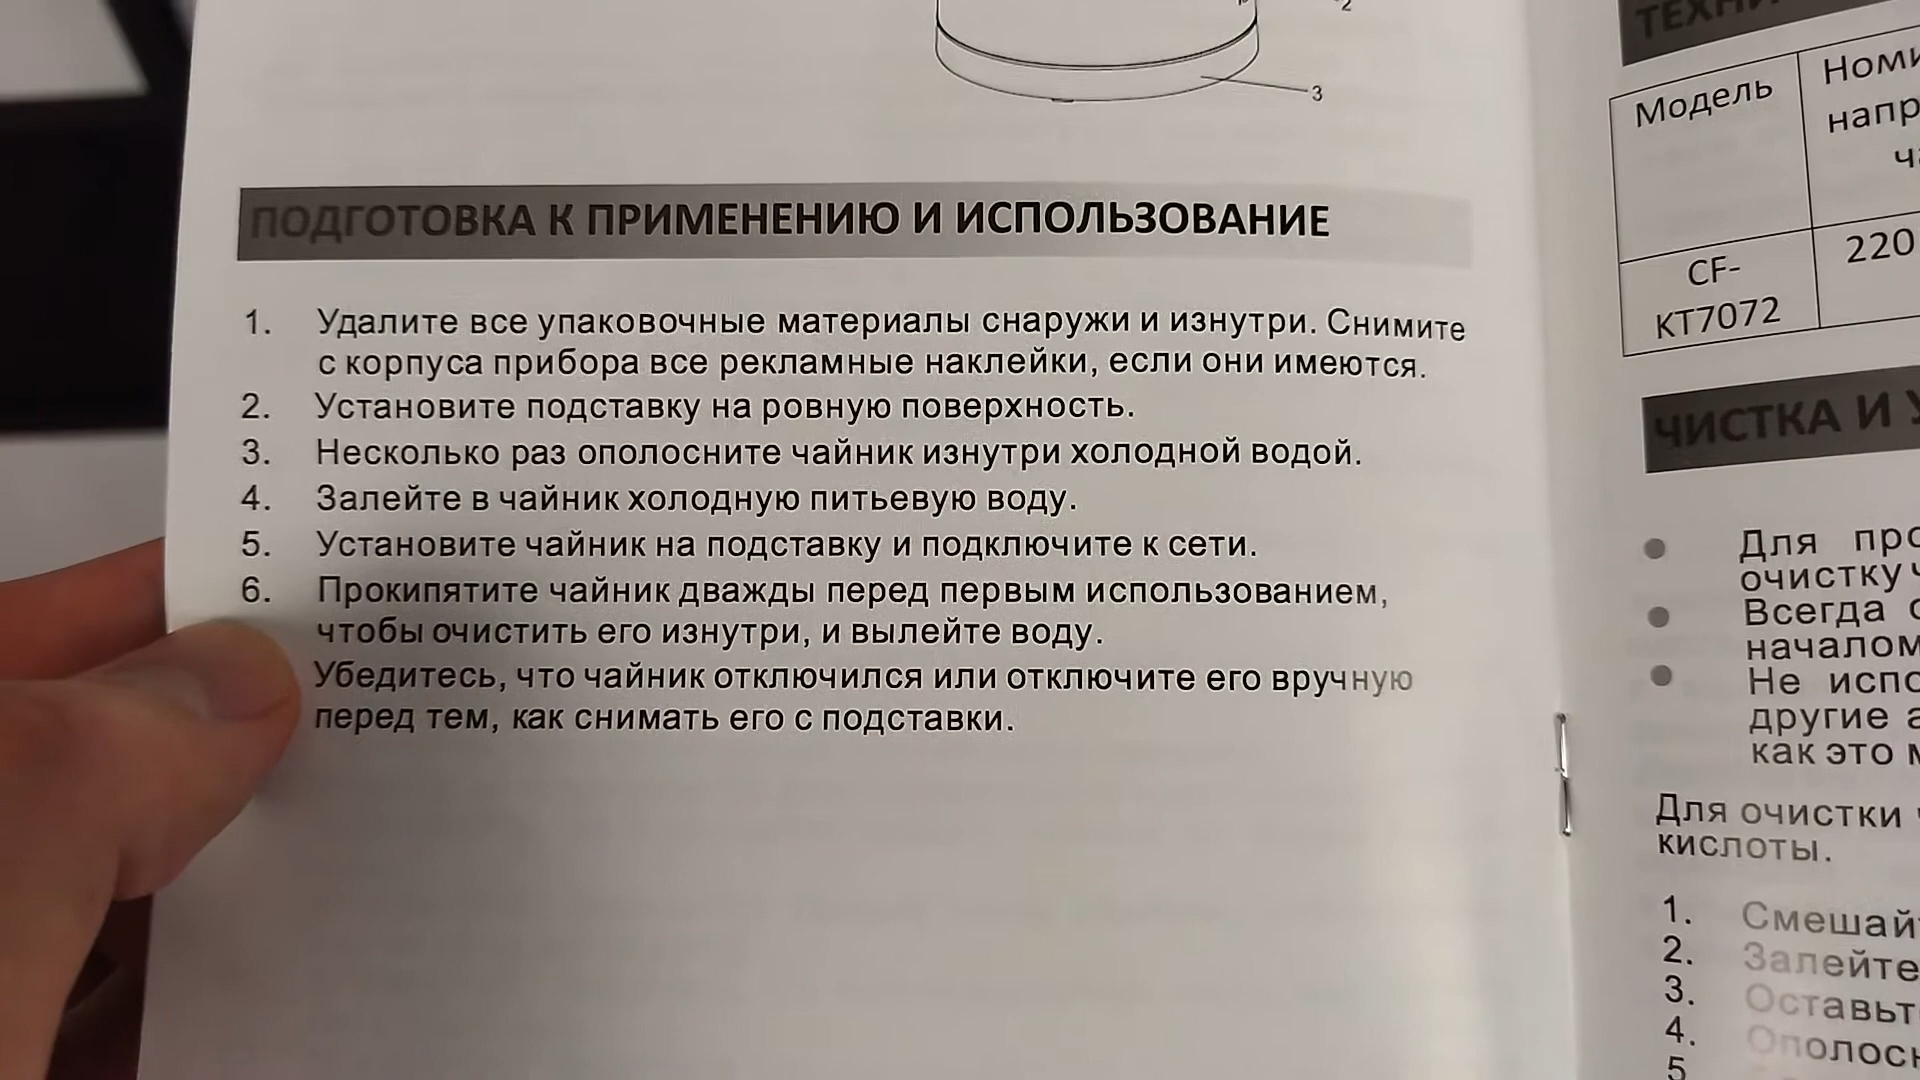 2
3
ПОДГОТОВКА К ПРИМЕНЕНИЮ И ИСПОЛЬЗОВАНИЕ
1. Удалите все упаковочные материалы снаружи и изнутри. Снимите
с корпуса прибора все рекламные наклейки, если они имеются.
2. Установите подставку на ровную поверхность.
3. Несколько раз ополосните чайник изнутри холодной водой.
4. Залейте в чайник холодную питьевую воду.
5. Установите чайник на подставку и подключите к сети.
6. Прокипятите чайник дважды перед первым использованием,
чтобы очистить его изнутри, и вылейте воду.
Убедитесь, что чайник отключился или отключите его вручную
перед тем, как снимать его с подставки.
Модель
CF-
KT7072
220
ЧИСТКА И
Для
очистку
Всегда
началом
Не
другие
как это
Для очистки
кислоты.
1.
2. Залейте
3.
4.
5